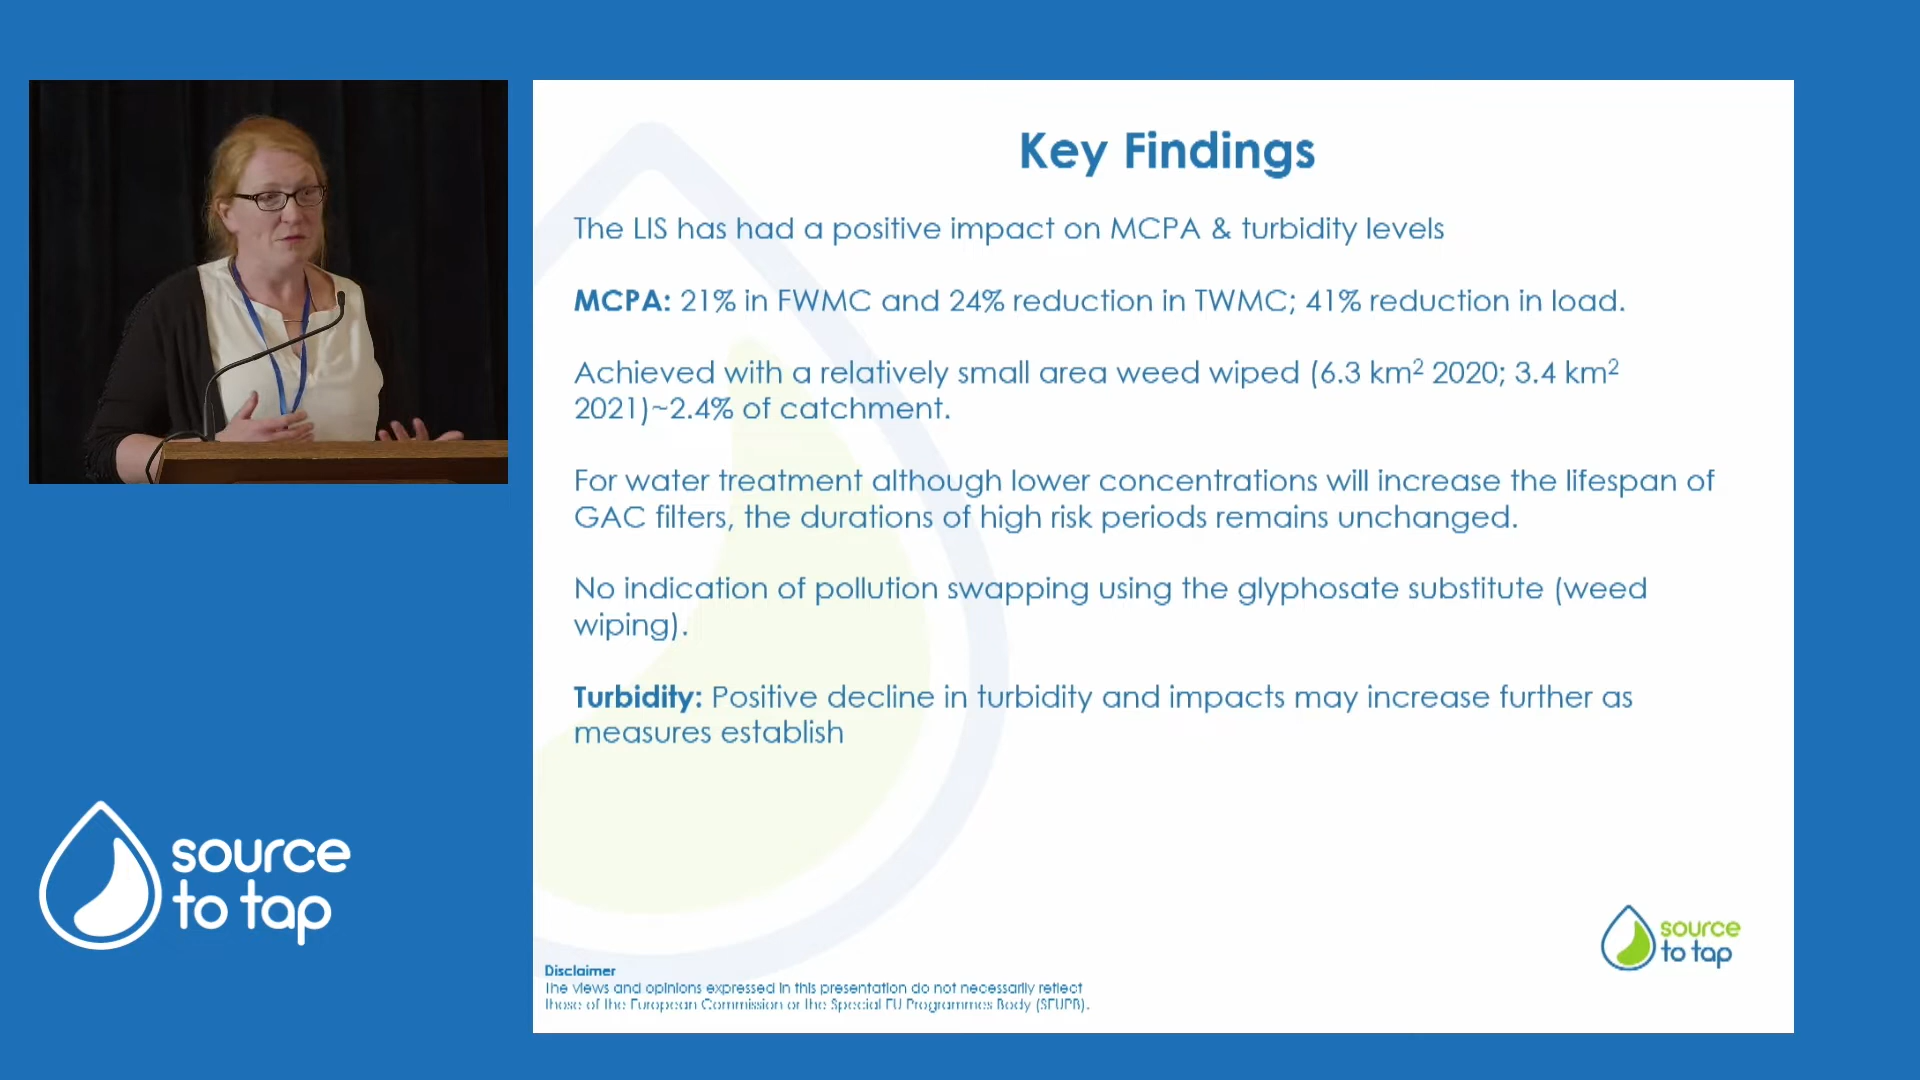 Key Findings
The LIS has had a positive impact on MCPA & turbidity levels
MCPA: 21% in FWMC and 24% reduction in TWMC; 41% reduction in load.
Achieved with a relatively small area weed wiped (6.3 km² 2020; 3.4 km²
2021)~2.4% of catchment.
For water treatment although lower concentrations will increase the lifespan of
GAC filters, the durations of high risk periods remains unchanged.
No indication of pollution swapping using the glyphosate substitute (weed
wiping).
Turbidity: Positive decline in turbidity and impacts may increase further as
measures establish
source
to tap
source
to tap
Disclaimer
The views and opinions expressed in this presentation do not necessarily reflect
those of the European Commission or the Special EU Programmes Body (SEUPB).